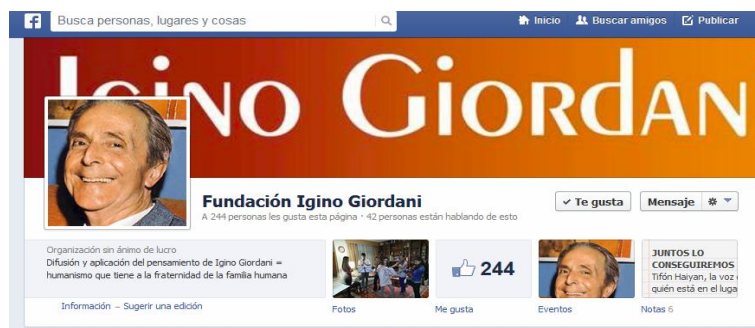 Busca personas, lugares y cosas
Inicio
Buscar amigos
Publicar
Igino Giordan
Fundación Igino Giordani
A 244 personas les gusta esta página · 42 personas están hablando de esto
Te gusta
Mensaje
Organización sin ánimo de lucro
Difusión y aplicación del pensamiento de Igino Giordani =
humanismo que tiene a la fraternidad de la familia humana
Información – Sugerir una edición
Fotos
244
Me gusta
Eventos
JUNTOS LO
CONSEGUIREMOS
Tifón Haiyan, la voz
quién está en el luga
Notas 6